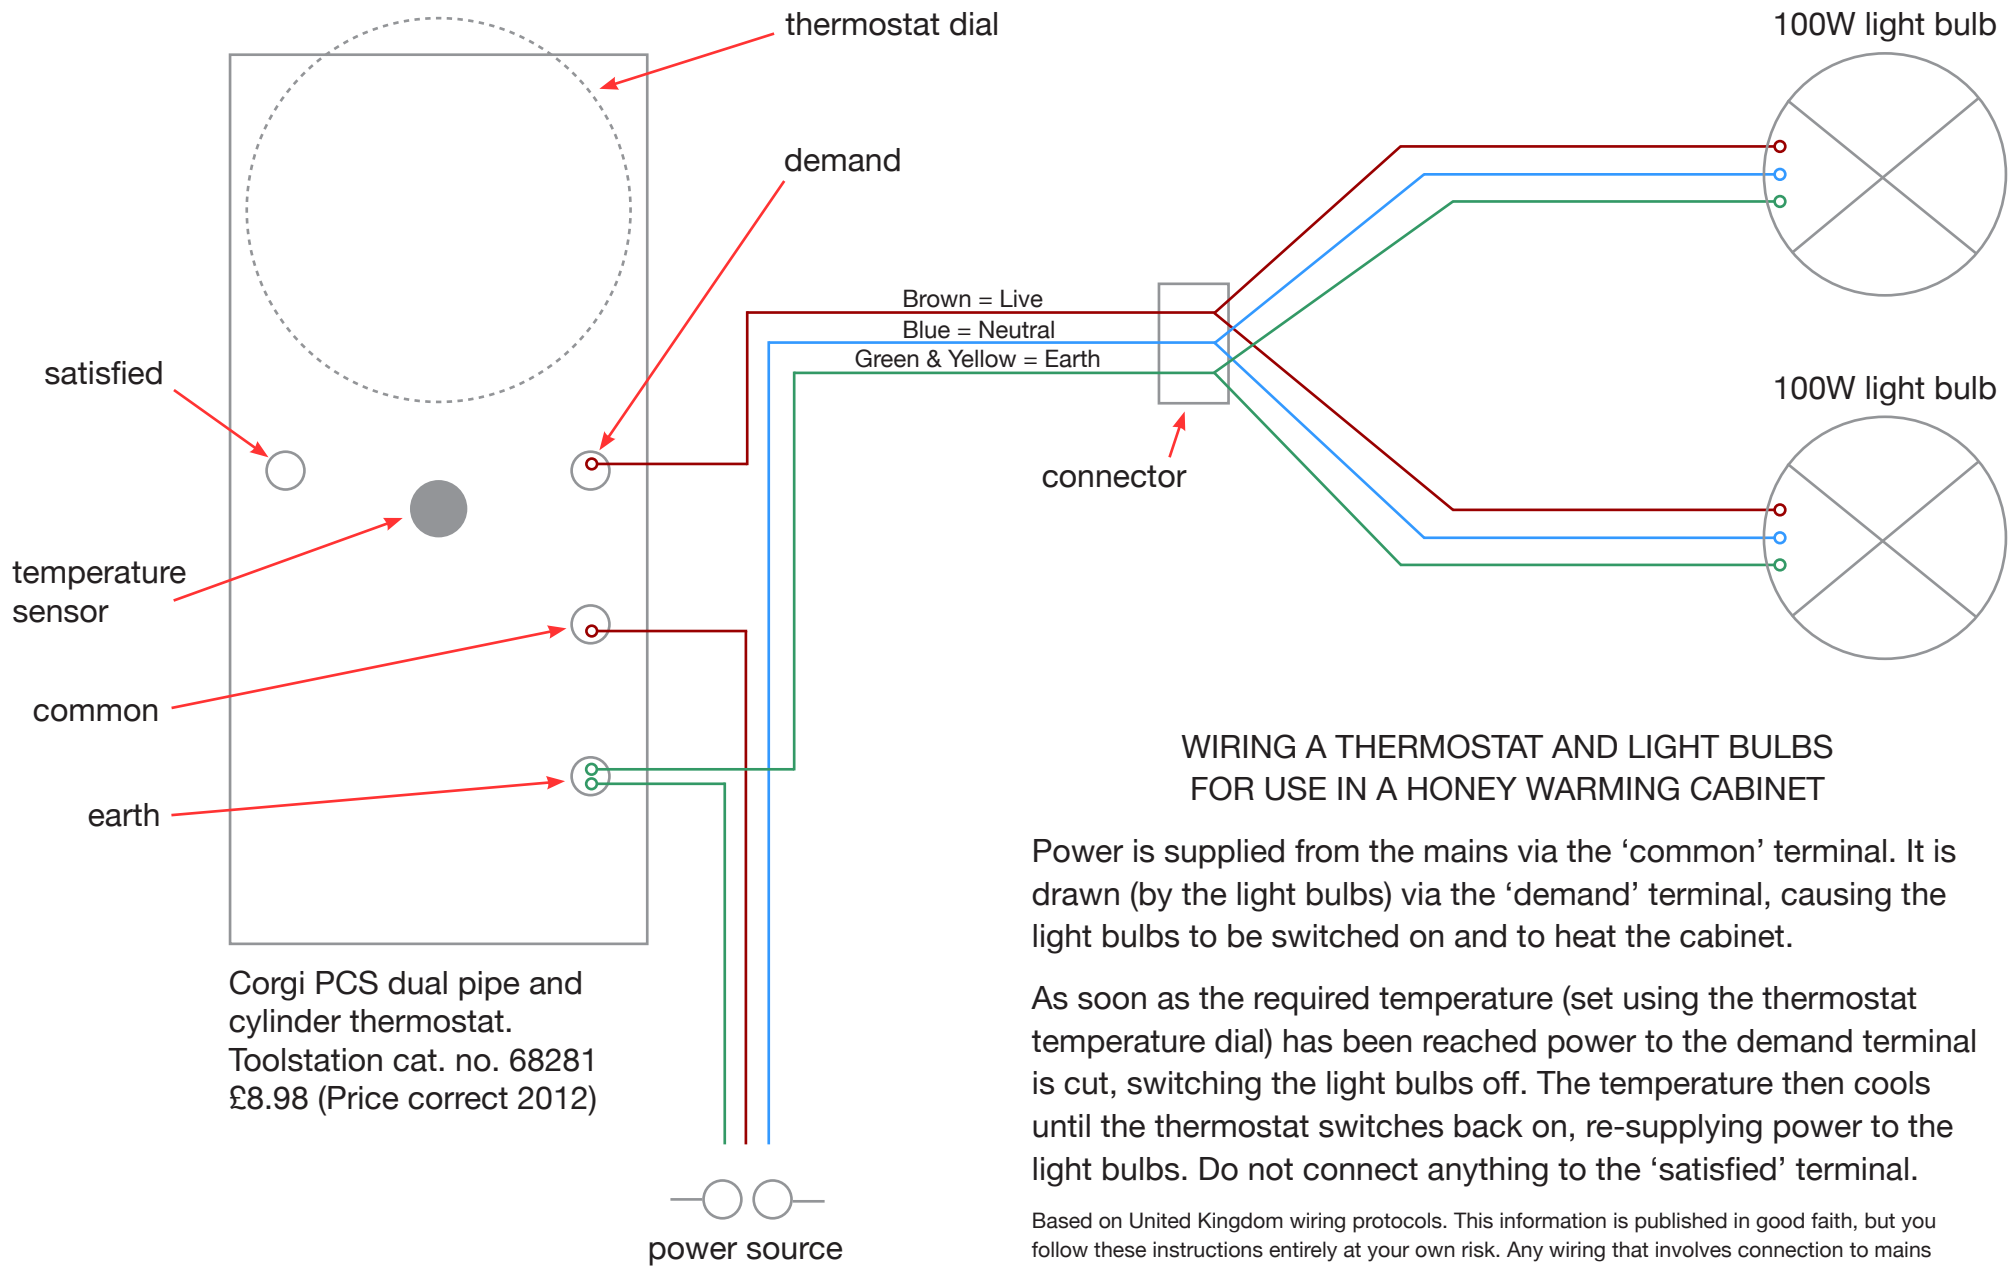 thermostat dial
100W light bulb
demand
Brown = Live
Blue = Neutral
Green & Yellow = Earth
satisfied
100W light bulb
connector
temperature
sensor
common
earth
WIRING A THERMOSTAT AND LIGHT BULBS
FOR USE IN A HONEY WARMING CABINET
Power is supplied from the mains via the ‘common’ terminal. It is
drawn (by the light bulbs) via the ‘demand’ terminal, causing the
light bulbs to be switched on and to heat the cabinet.
As soon as the required temperature (set using the thermostat
temperature dial) has been reached power to the demand terminal
is cut, switching the light bulbs off. The temperature then cools
until the thermostat switches back on, re-supplying power to the
light bulbs. Do not connect anything to the ‘satisfied’ terminal.
Corgi PCS dual pipe and
cylinder thermostat.
Toolstation cat. no. 68281
£8.98 (Price correct 2012)
power source
Based on United Kingdom wiring protocols. This information is published in good faith, but you
follow these instructions entirely at your own risk. Any wiring that involves connection to mains